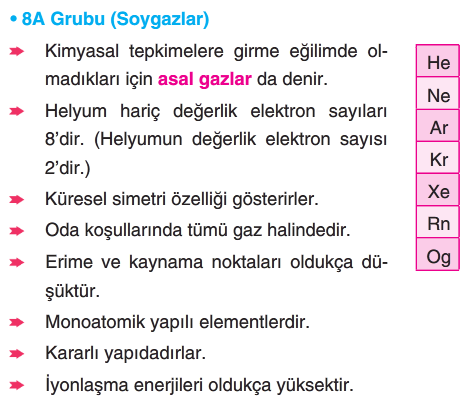 • 8A Grubu (Soygazlar)
Kimyasal tepkimelere girme eğilimde ol-
madıkları için asal gazlar da denir.
Helyum hariç değerlik elektron sayıları
8’dir. (Helyumun değerlik elektron sayısı
2’dir.)
Küresel simetri özelliği gösterirler.
Oda koşullarında tümü gaz halindedir.
Erime ve kaynama noktaları oldukça dü-
şüktür.
Monoatomik yapılı elementlerdir.
Kararlı yapıdadırlar.
İyonlaşma enerjileri oldukça yüksektir.
He
Ne
Ar
Kr
Xe
Rn
Og